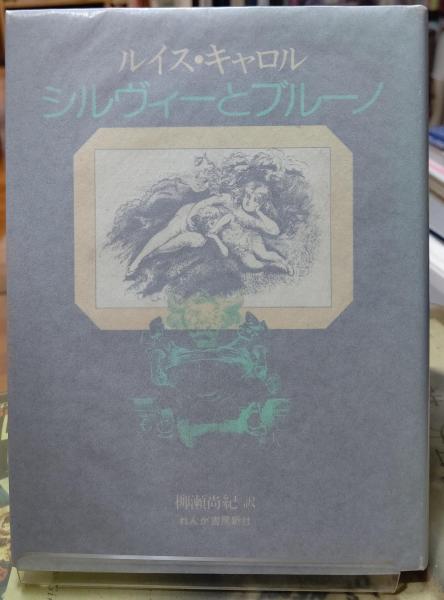 ルイス・キャロル
シルヴィーとブルーノ
柳瀬尚紀 訳
れんが書房新社